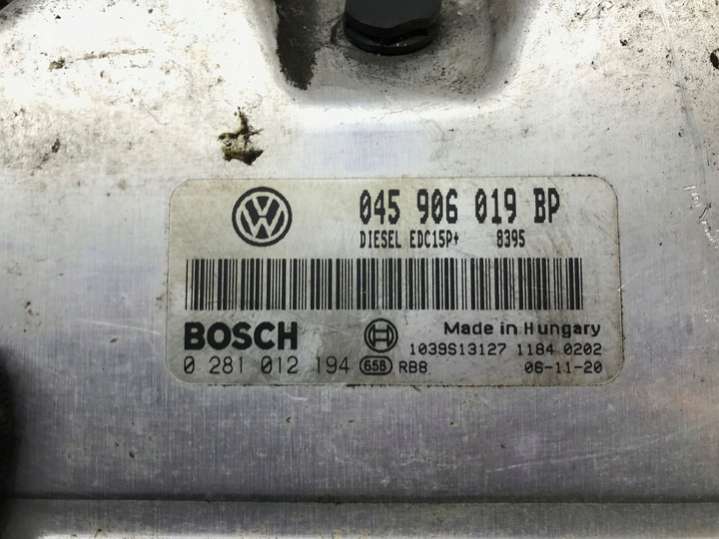 045 906 019 BP
DIESEL EDC15P+ 8395
BOSCH
Made in Hungary
0 281 012 194
1039S13127 1184 0202
658 RB8 06-11-20